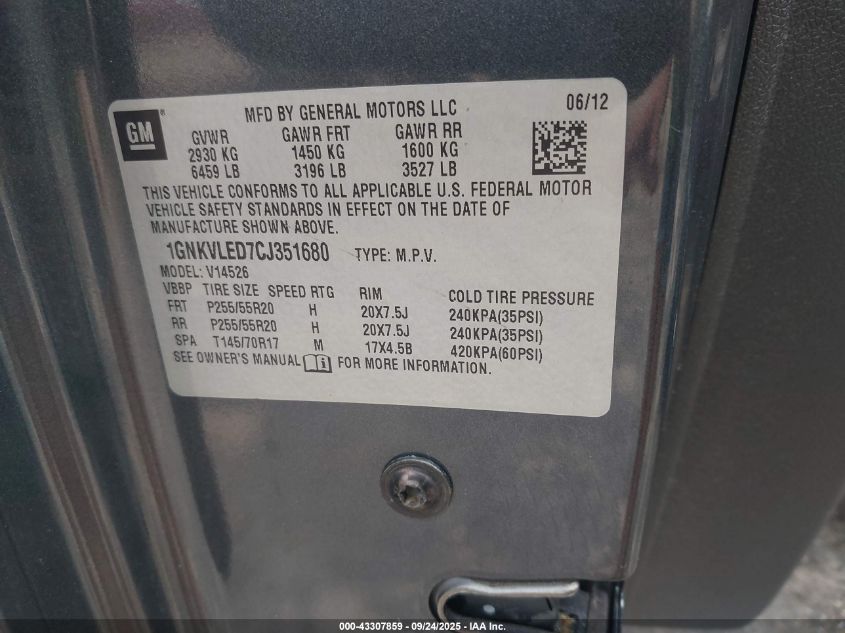 MFD BY GENERAL MOTORS LLC 06/12
GM
GVWR GAWR FRT GAWR RR
2930 KG 1450 KG 1600 KG
6459 LB 3196 LB 3527 LB
THIS VEHICLE CONFORMS TO ALL APPLICABLE U.S. FEDERAL MOTOR
VEHICLE SAFETY STANDARDS IN EFFECT ON THE DATE OF
MANUFACTURE SHOWN ABOVE.
1GNKVLED7CJ351680 TYPE: M.P.V.
MODEL: V14526
VBBP TIRE SIZE SPEED RTG RIM COLD TIRE PRESSURE
FRT P255/55R20 H 20X7.5J 240KPA(35PSI)
RR P255/55R20 H 20X7.5J 240KPA(35PSI)
SPA T145/70R17 M 17X4.5B 420KPA(60PSI)
SEE OWNER'S MANUAL i FOR MORE INFORMATION.
000-43307859 - 09/24/2025 - IAA Inc.